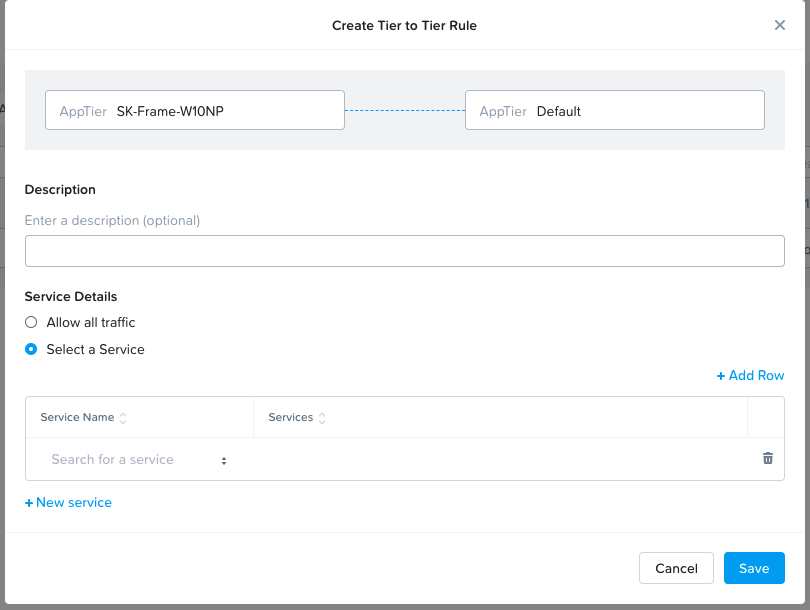 Create Tier to Tier Rule
AppTier SK-Frame-W10NP
AppTier Default
Description
Enter a description (optional)
Service Details
Allow all traffic
Select a Service
+ Add Row
Service Name Services
Search for a service
+ New service
Cancel Save